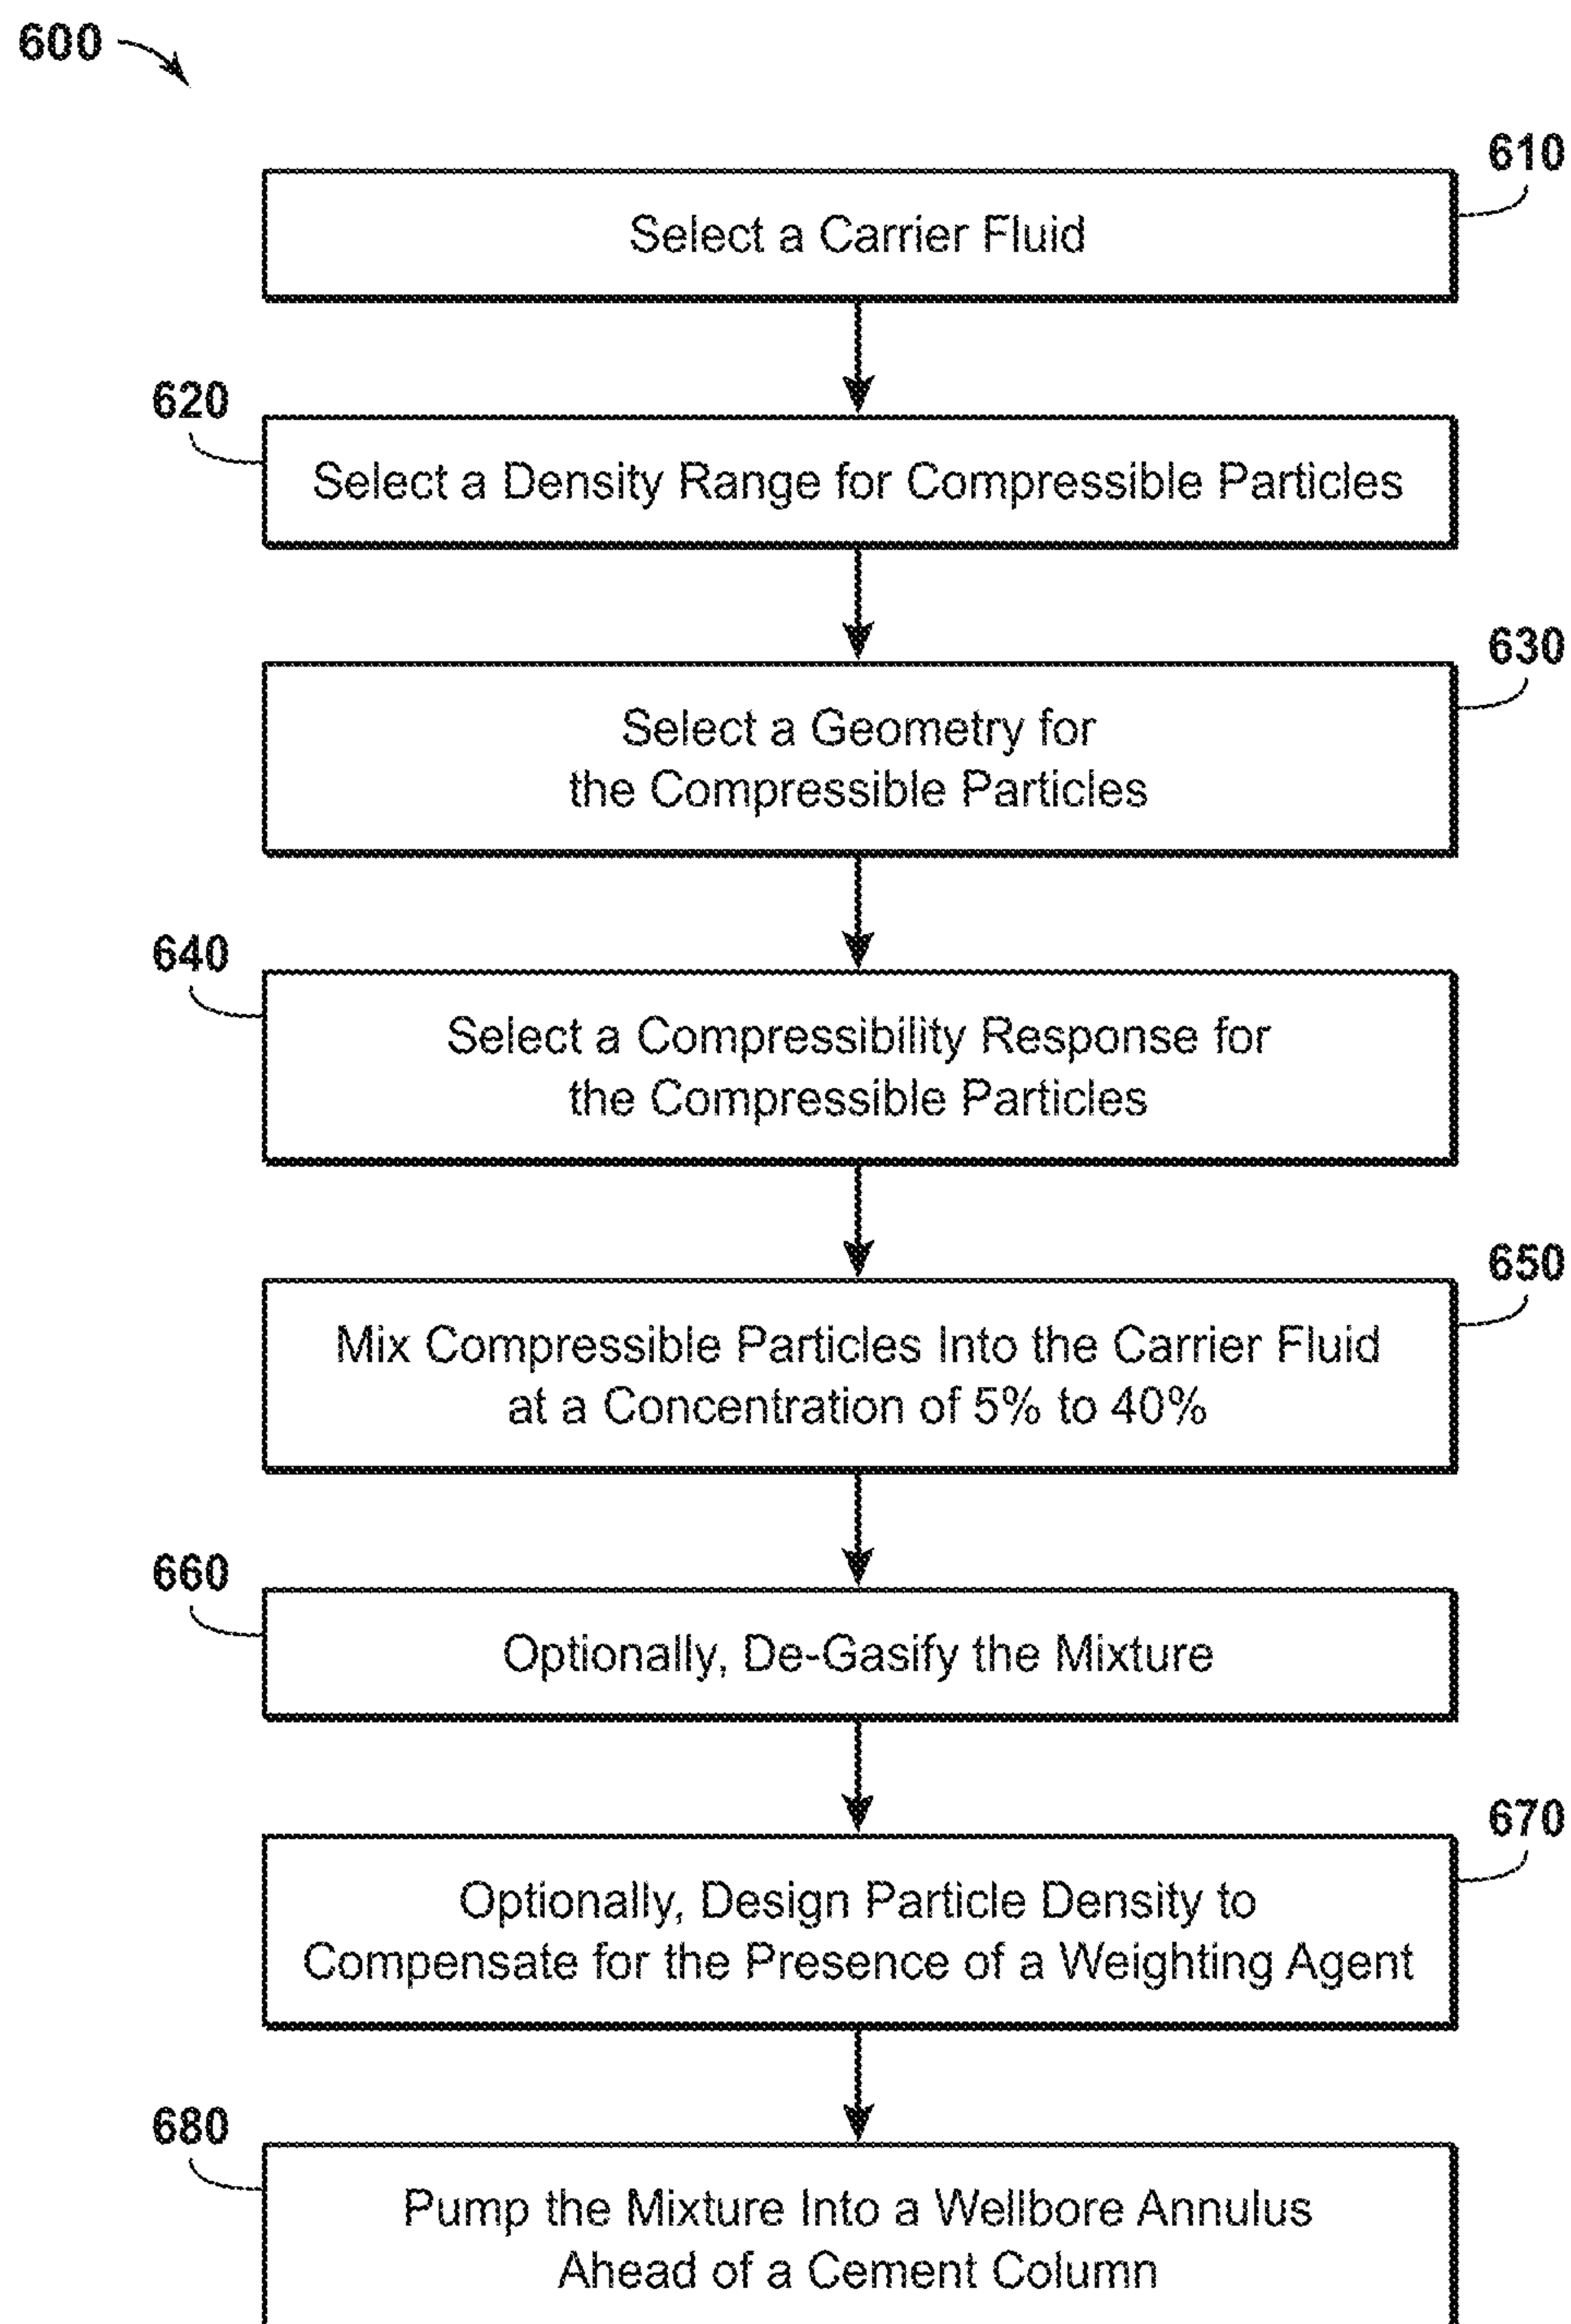 600
610
Select a Carrier Fluid
620
Select a Density Range for Compressible Particles
630
Select a Geometry for
the Compressible Particles
640
Select a Compressibility Response for
the Compressible Particles
650
Mix Compressible Particles Into the Carrier Fluid
at a Concentration of 5% to 40%
660
Optionally, De-Gasify the Mixture
670
Optionally, Design Particle Density to
Compensate for the Presence of a Weighting Agent
680
Pump the Mixture Into a Wellbore Annulus
Ahead of a Cement Column